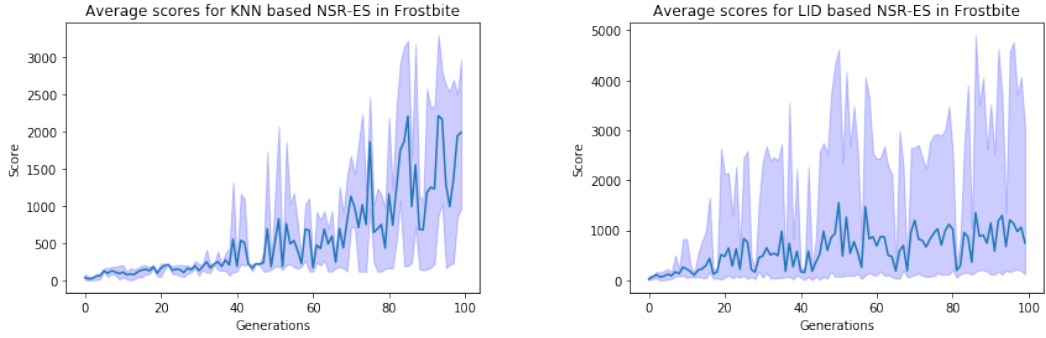 Average scores for KNN based NSR-ES in Frostbite
3000
2500
2000
1500
1000
500
0
Score
0 20 40 60 80 100
Generations
Average scores for LID based NSR-ES in Frostbite
5000
4000
3000
2000
1000
0
Score
0 20 40 60 80 100
Generations